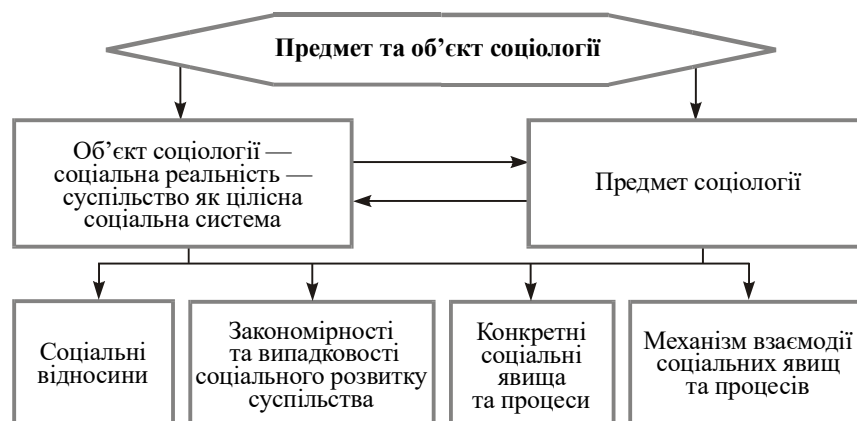 Предмет та об’єкт соціології
Об’єкт соціології —
соціальна реальність —
суспільство як цілісна
соціальна система
Предмет соціології
Соціальні
відносини
Закономірності
та випадковості
соціального розвитку
суспільства
Конкретні
соціальні
явища
та процеси
Механізм взаємодії
соціальних явищ
та процесів